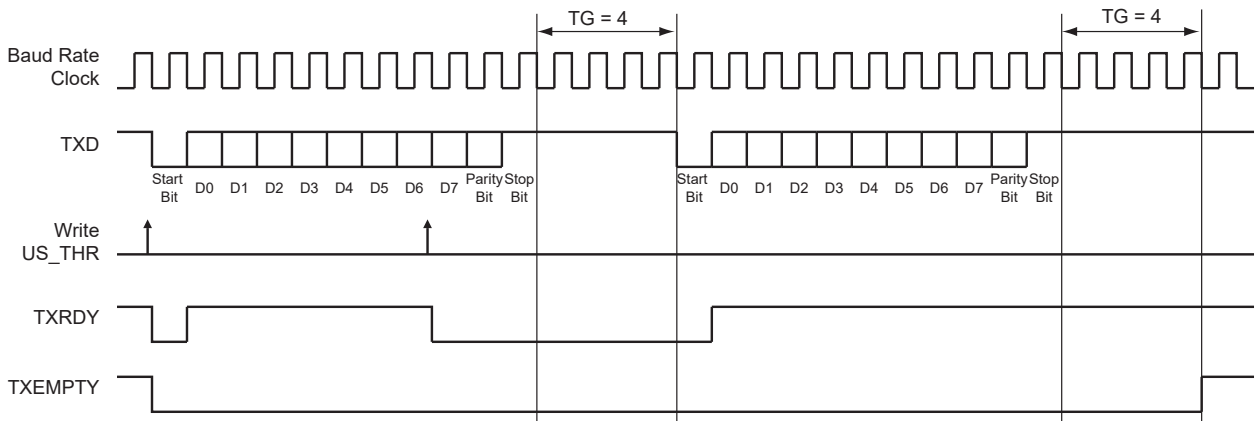 TG = 4
TG = 4
Baud Rate
Clock
TXD
Start
Bit
D0
D1
D2
D3
D4
D5
D6
D7
Parity
Bit
Stop
Bit
Start
Bit
D0
D1
D2
D3
D4
D5
D6
D7
Parity
Bit
Stop
Bit
Write
US_THR
TXRDY
TXEMPTY